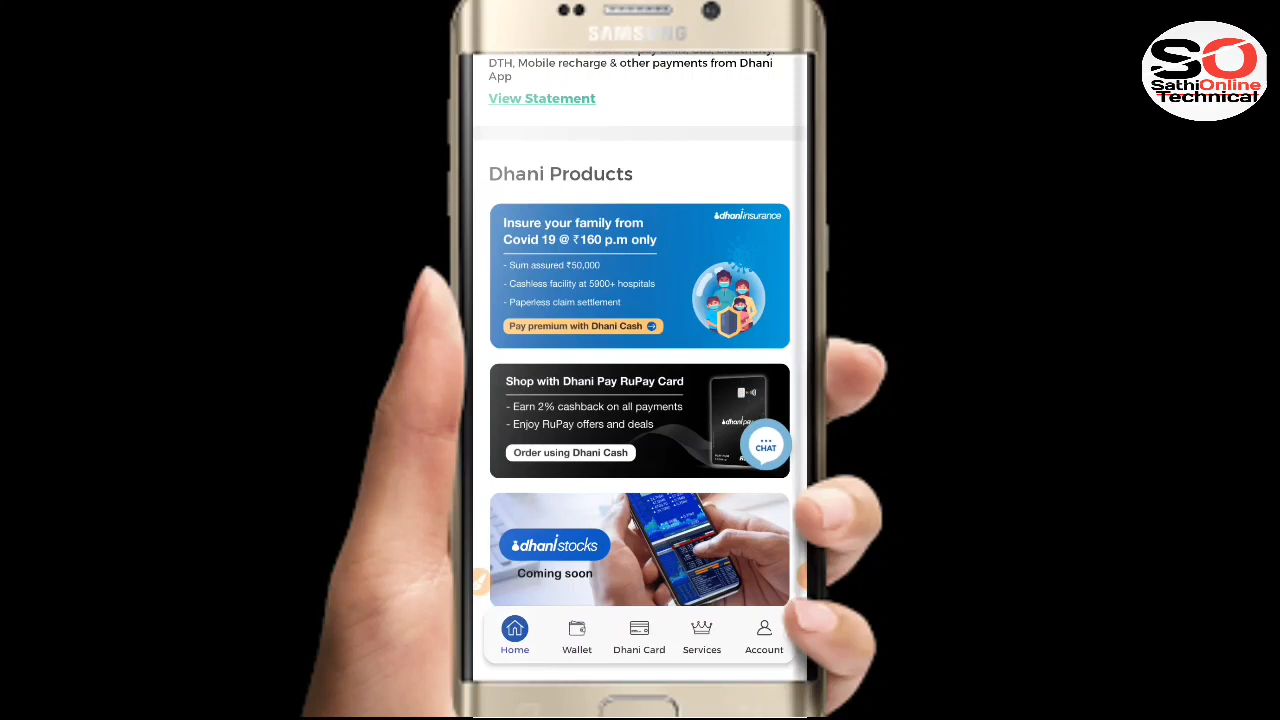 SAMSUNG
DTH, Mobile recharge & other payments from Dhani
App
View Statement
Dhani Products
dhani insurance
Insure your family from
Covid 19 @ ₹160 p.m only
- Sum assured ₹50,000
- Cashless facility at 5900+ hospitals
- Paperless claim settlement
Pay premium with Dhani Cash
Shop with Dhani Pay RuPay Card
- Earn 2% cashback on all payments
- Enjoy RuPay offers and deals
Order using Dhani Cash
dhani pay
CHAT
dhani stocks
Coming soon
Home Wallet Dhani Card Services Account
SO
SathiOnline
Technical